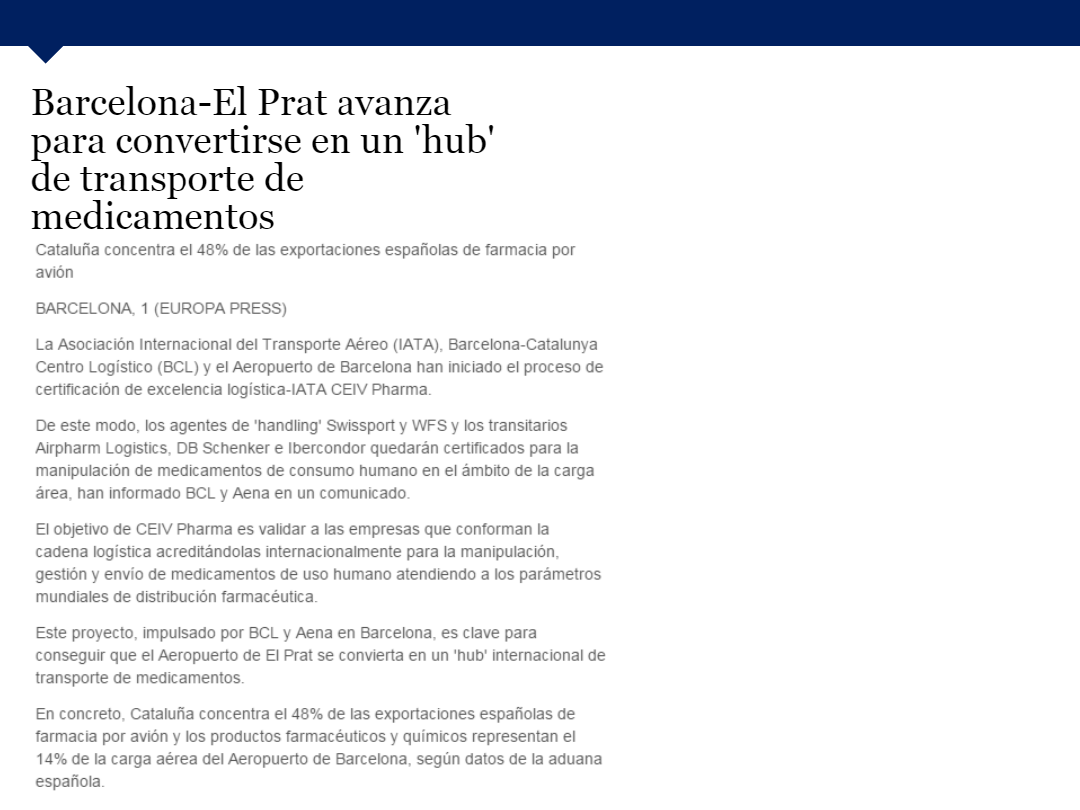 Barcelona-El Prat avanza
para convertirse en un 'hub'
de transporte de
medicamentos
Cataluña concentra el 48% de las exportaciones españolas de farmacia por
avión
BARCELONA, 1 (EUROPA PRESS)
La Asociación Internacional del Transporte Aéreo (IATA), Barcelona-Catalunya
Centro Logístico (BCL) y el Aeropuerto de Barcelona han iniciado el proceso de
certificación de excelencia logística-IATA CEIV Pharma.
De este modo, los agentes de 'handling' Swissport y WFS y los transitarios
Airpharm Logistics, DB Schenker e Ibercondor quedarán certificados para la
manipulación de medicamentos de consumo humano en el ámbito de la carga
área, han informado BCL y Aena en un comunicado.
El objetivo de CEIV Pharma es validar a las empresas que conforman la
cadena logística acreditándolas internacionalmente para la manipulación,
gestión y envío de medicamentos de uso humano atendiendo a los parámetros
mundiales de distribución farmacéutica.
Este proyecto, impulsado por BCL y Aena en Barcelona, es clave para
conseguir que el Aeropuerto de El Prat se convierta en un 'hub' internacional de
transporte de medicamentos.
En concreto, Cataluña concentra el 48% de las exportaciones españolas de
farmacia por avión y los productos farmacéuticos y químicos representan el
14% de la carga aérea del Aeropuerto de Barcelona, según datos de la aduana
española.